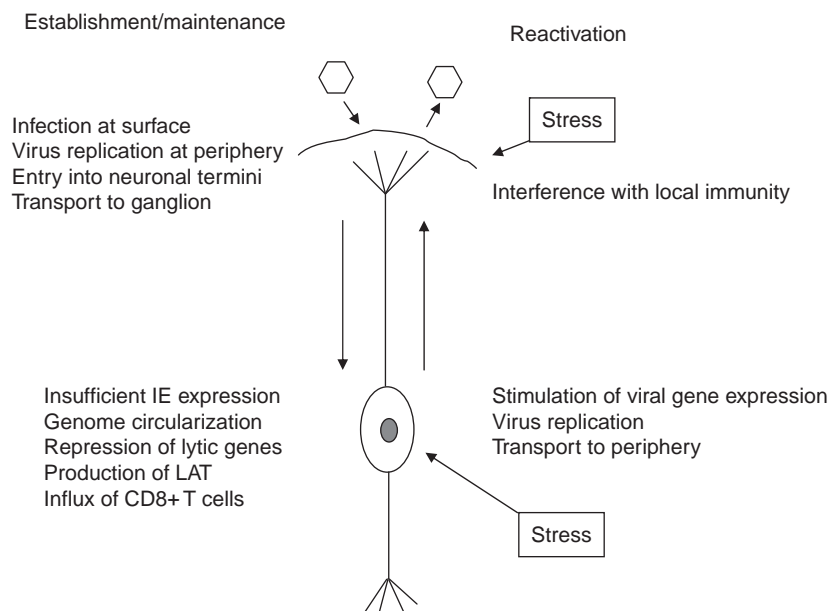 Establishment/maintenance
Reactivation
Stress
Infection at surface
Virus replication at periphery
Entry into neuronal termini
Transport to ganglion
Interference with local immunity
Insufficient IE expression
Genome circularization
Repression of lytic genes
Production of LAT
Influx of CD8+ T cells
Stimulation of viral gene expression
Virus replication
Transport to periphery
Stress